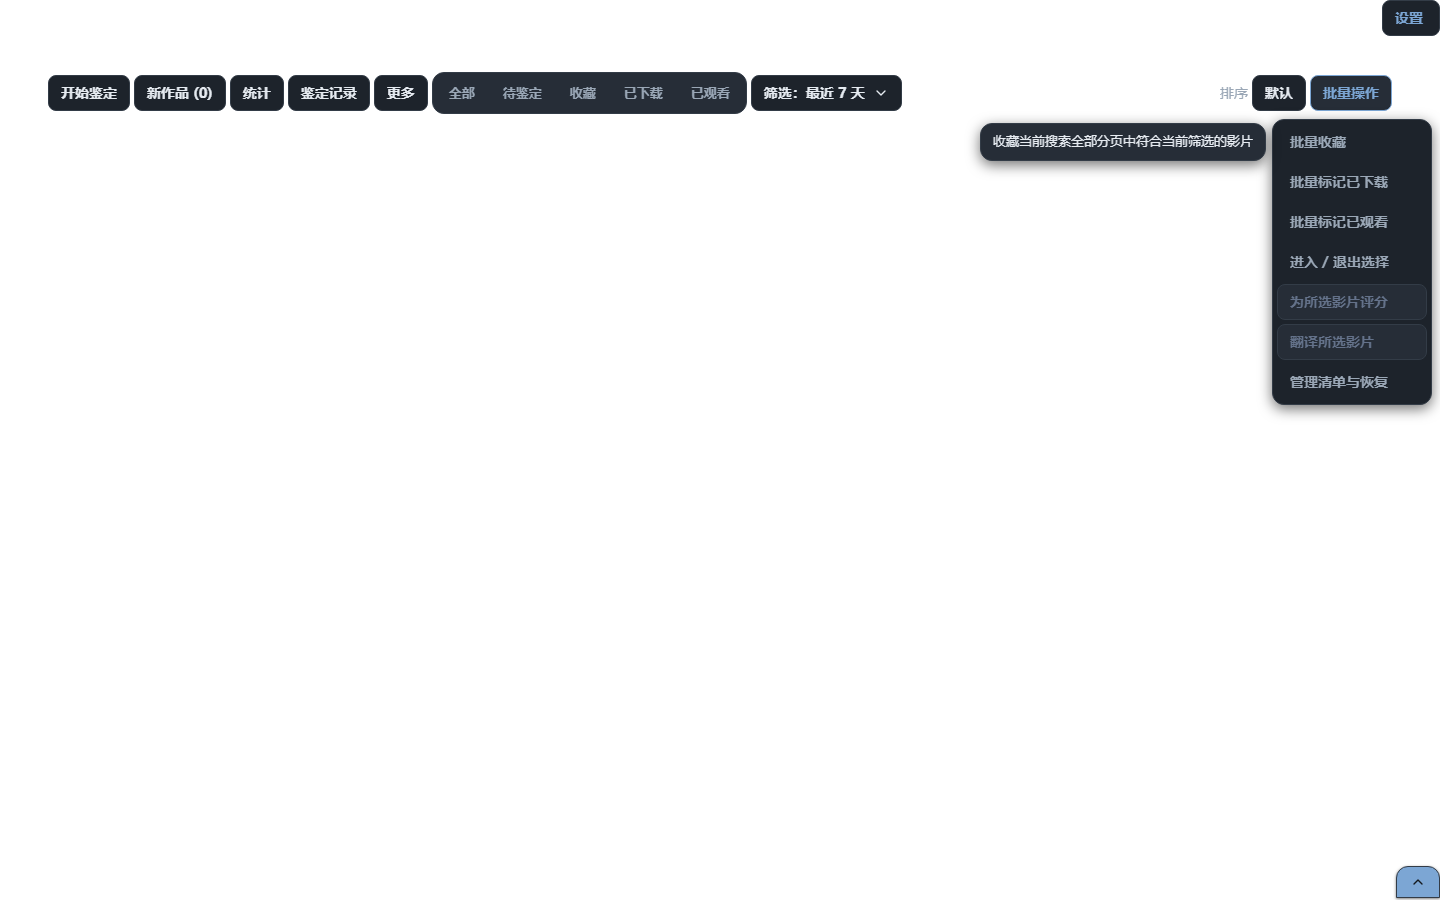 设置
开始鉴定
新作品 (0)
统计
鉴定记录
更多
全部
待鉴定
收藏
已下载
已观看
筛选：最近 7 天
排序
默认
批量操作
收藏当前搜索全部分页中符合当前筛选的影片
批量收藏
批量标记已下载
批量标记已观看
进入 / 退出选择
为所选影片评分
翻译所选影片
管理清单与恢复